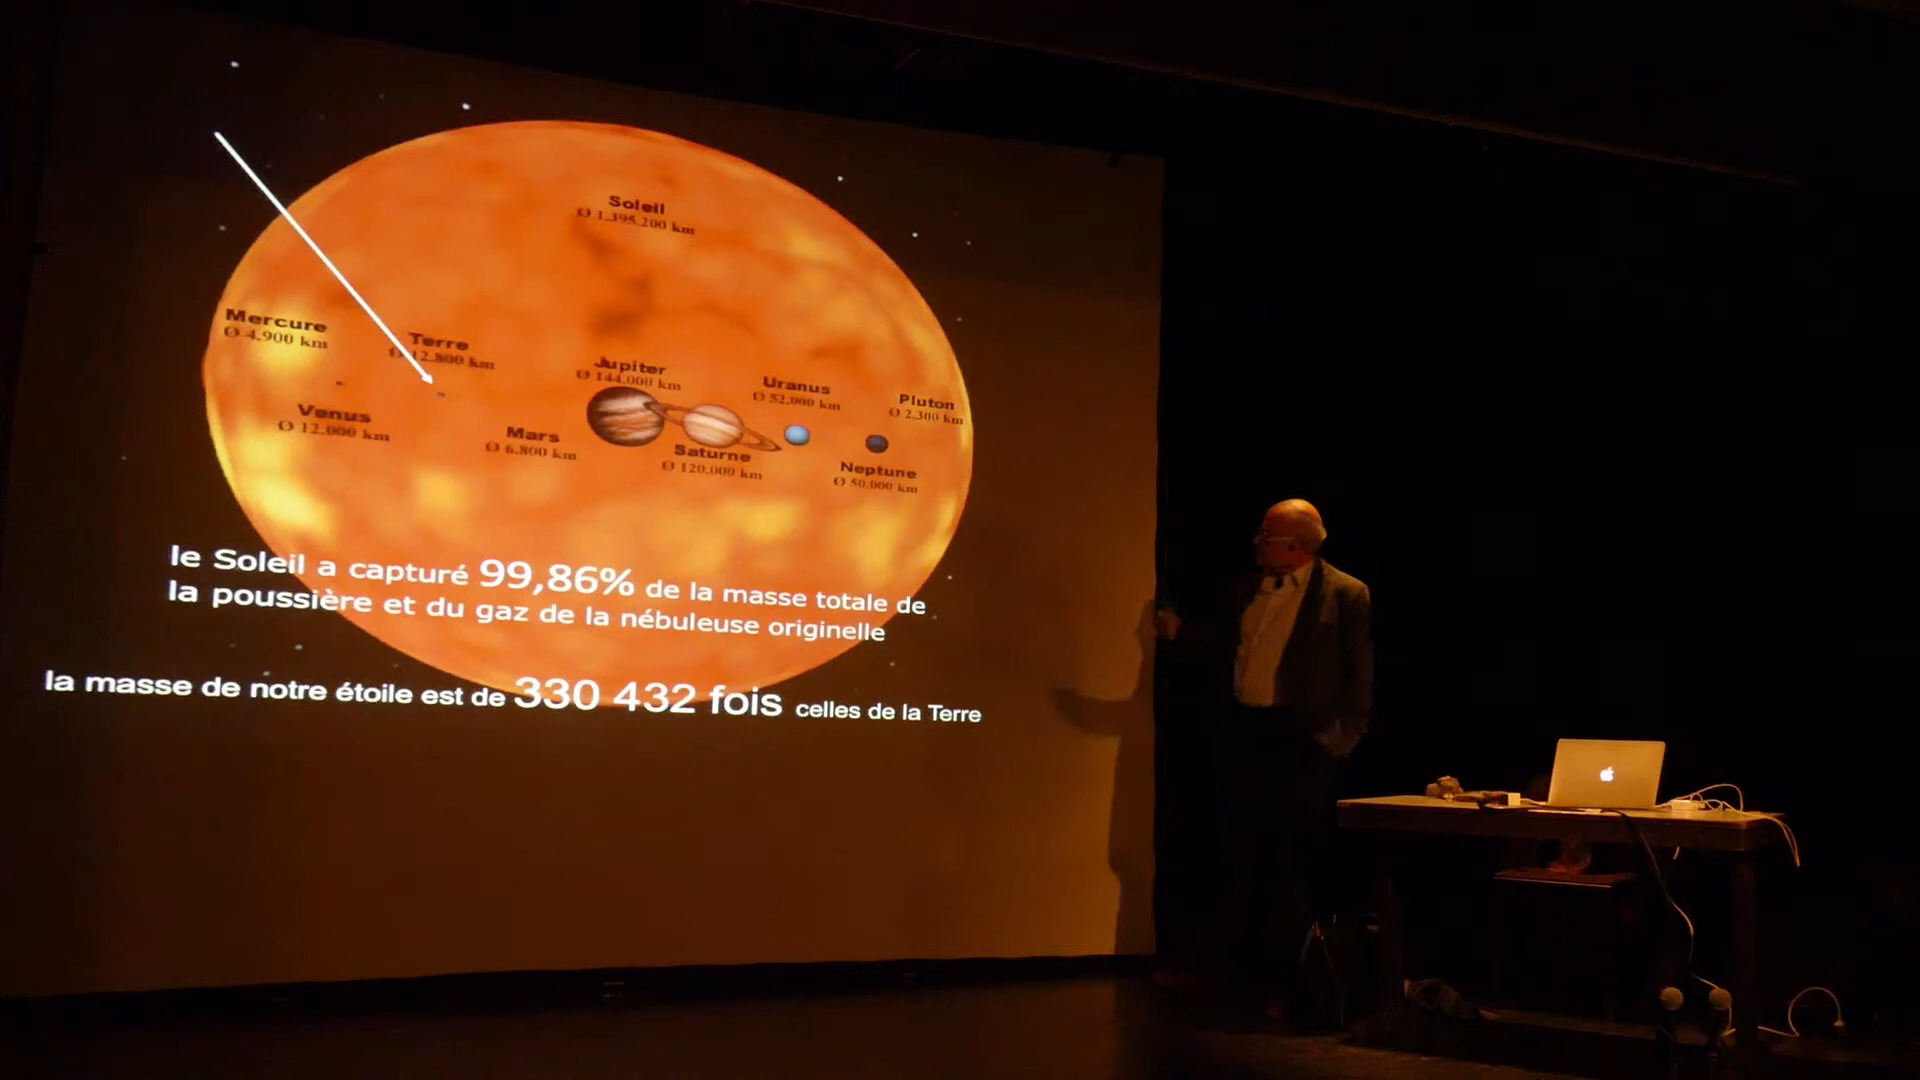 Soleil
Ø 1.395.200 km
Mercure
Ø 4.900 km
Terre
Ø 12.800 km
Jupiter
Ø 144.000 km
Uranus
Ø 52.000 km
Pluton
Ø 2.300 km
Venus
Ø 12.000 km
Mars
Ø 6.800 km
Saturne
Ø 120.000 km
Neptune
Ø 50.000 km
le Soleil a capturé 99,86% de la masse totale de
la poussière et du gaz de la nébuleuse originelle
la masse de notre étoile est de 330 432 fois celles de la Terre